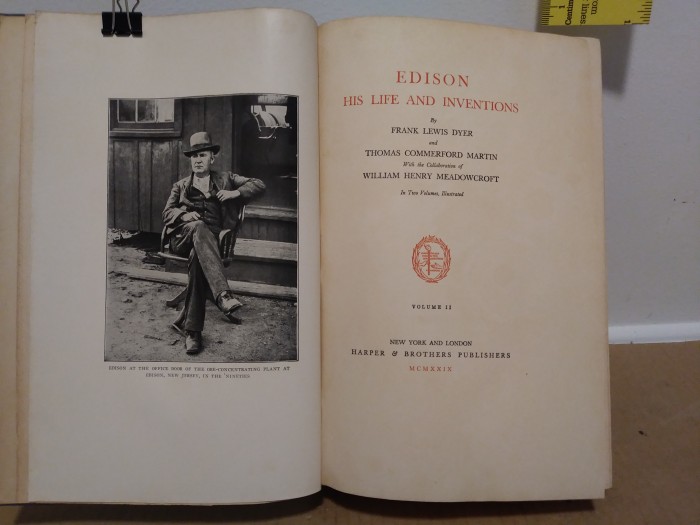 EDISON AT THE OFFICE DOOR OF THE ORE-CONCENTRATING PLANT AT
EDISON, NEW JERSEY, IN THE 'NINETIES
EDISON
HIS LIFE AND INVENTIONS
By
FRANK LEWIS DYER
and
THOMAS COMMERFORD MARTIN
With the Collaboration of
WILLIAM HENRY MEADOWCROFT
In Two Volumes, Illustrated
VOLUME II
NEW YORK AND LONDON
HARPER & BROTHERS PUBLISHERS
MCMXXIX
1
1